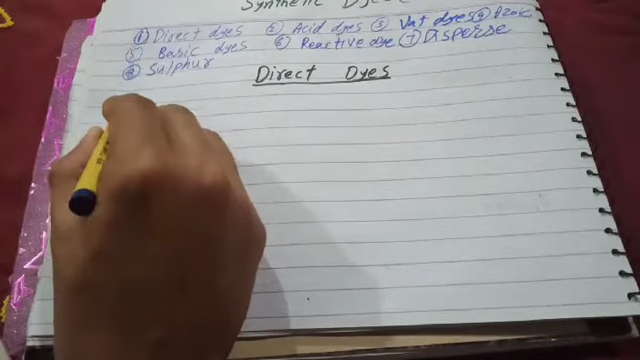 Synthetic Dyes
① Direct dyes ② Acid dyes ③ Vat dyes ④ Azoic
⑤ Basic dyes ⑥ Reactive dye ⑦ Disperse
⑧ Sulphur
Direct Dyes